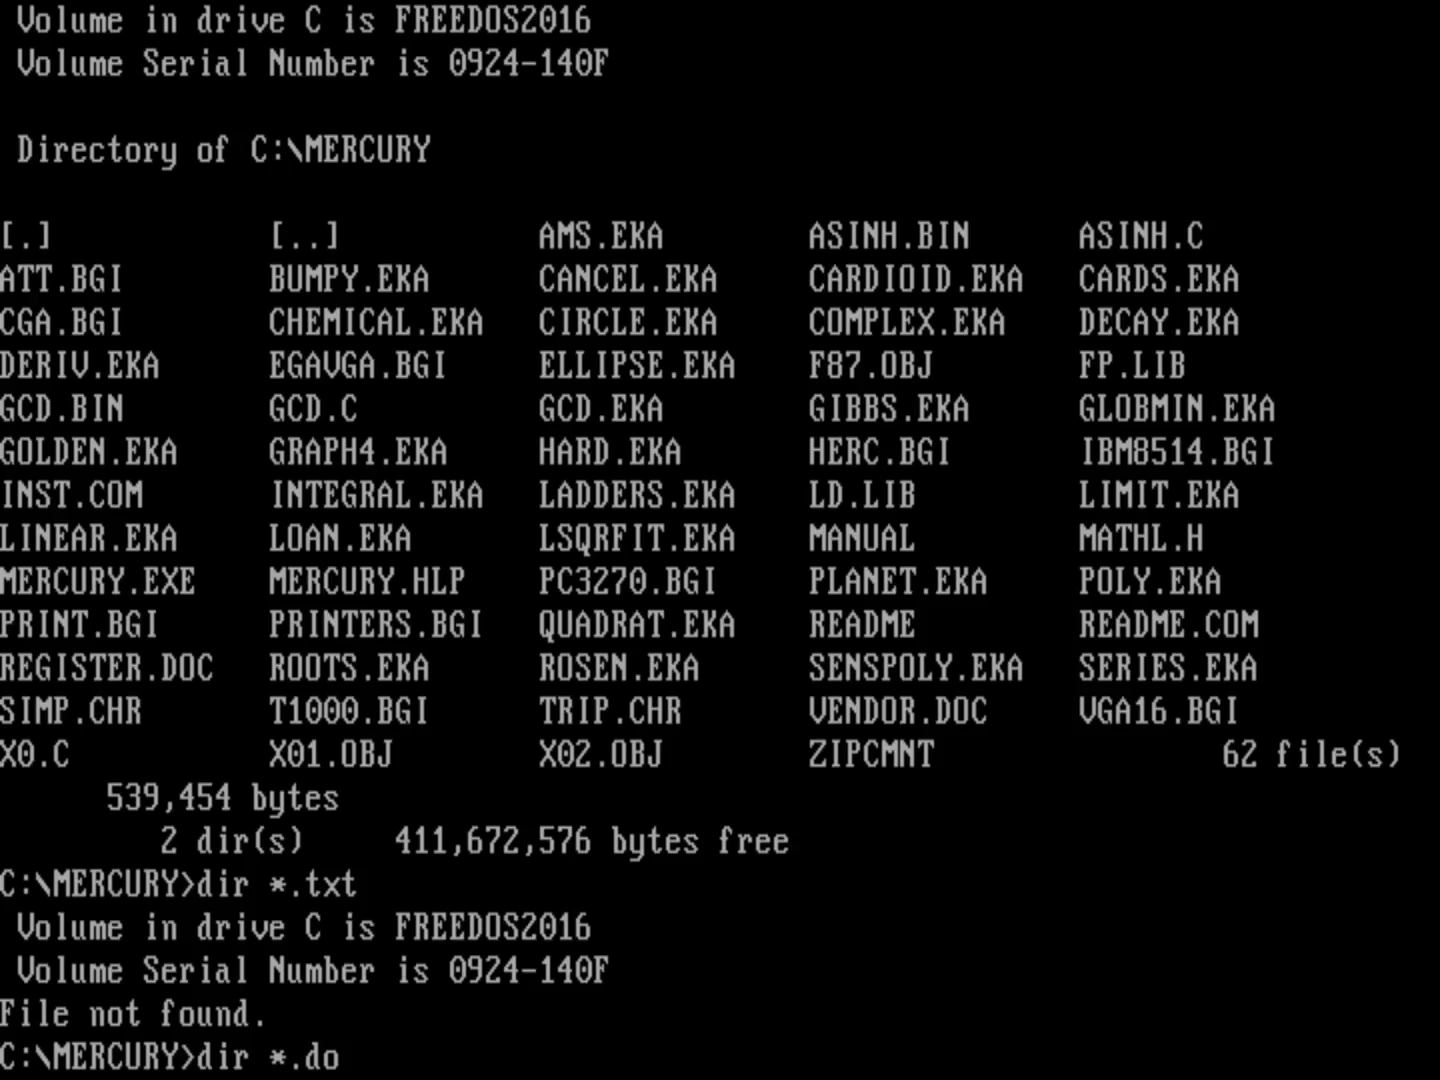 Volume in drive C is FREEDOS2016
Volume Serial Number is 0924-140F
Directory of C:\MERCURY
[.] [..] AMS.EKA ASINH.BIN ASINH.C
ATT.BGI BUMPY.EKA CANCEL.EKA CARDIOID.EKA CARDS.EKA
CGA.BGI CHEMICAL.EKA CIRCLE.EKA COMPLEX.EKA DECAY.EKA
DERIV.EKA EGAVGA.BGI ELLIPSE.EKA F87.OBJ FP.LIB
GCD.BIN GCD.C GCD.EKA GIBBS.EKA GLOBMIN.EKA
GOLDEN.EKA GRAPH4.EKA HARD.EKA HERC.BGI IBM8514.BGI
INST.COM INTEGRAL.EKA LADDERS.EKA LD.LIB LIMIT.EKA
LINEAR.EKA LOAN.EKA LSQRFIT.EKA MANUAL MATHL.H
MERCURY.EXE MERCURY.HLP PC3270.BGI PLANET.EKA POLY.EKA
PRINT.BGI PRINTERS.BGI QUADRAT.EKA README README.COM
REGISTER.DOC ROOTS.EKA ROSEN.EKA SENSPOLY.EKA SERIES.EKA
SIMP.CHR T1000.BGI TRIP.CHR VENDOR.DOC VGA16.BGI
X0.C X01.OBJ X02.OBJ ZIPCMNT 62 file(s)
539,454 bytes
2 dir(s) 411,672,576 bytes free
C:\MERCURY>dir *.txt
Volume in drive C is FREEDOS2016
Volume Serial Number is 0924-140F
File not found.
C:\MERCURY>dir *.do